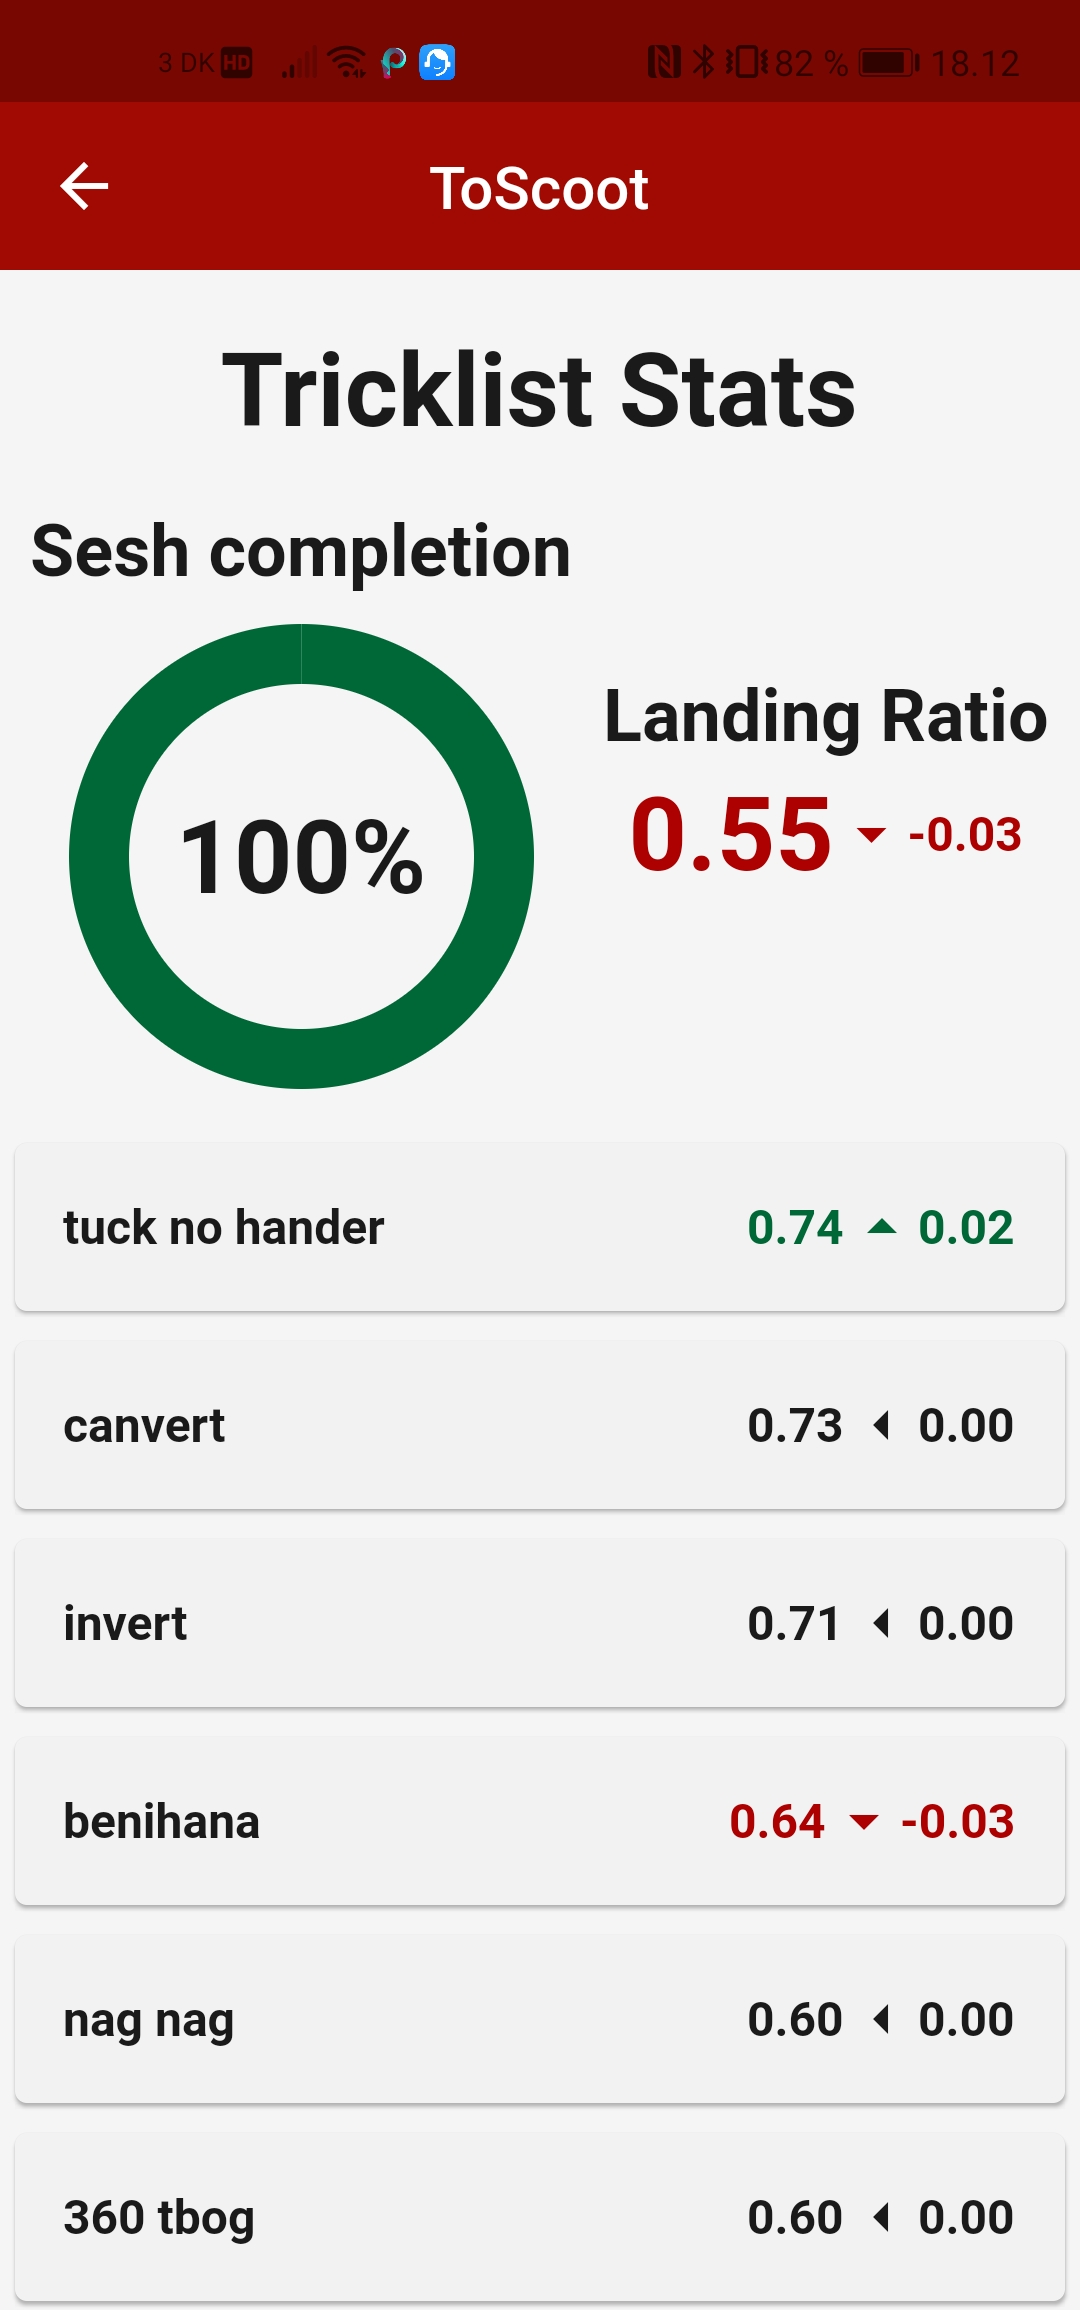 3 DK HD 82 % 18.12
ToScoot
Tricklist Stats
Sesh completion
100%
Landing Ratio
0.55 -0.03
tuck no hander 0.74 0.02
canvert 0.73 0.00
invert 0.71 0.00
benihana 0.64 -0.03
nag nag 0.60 0.00
360 tbog 0.60 0.00